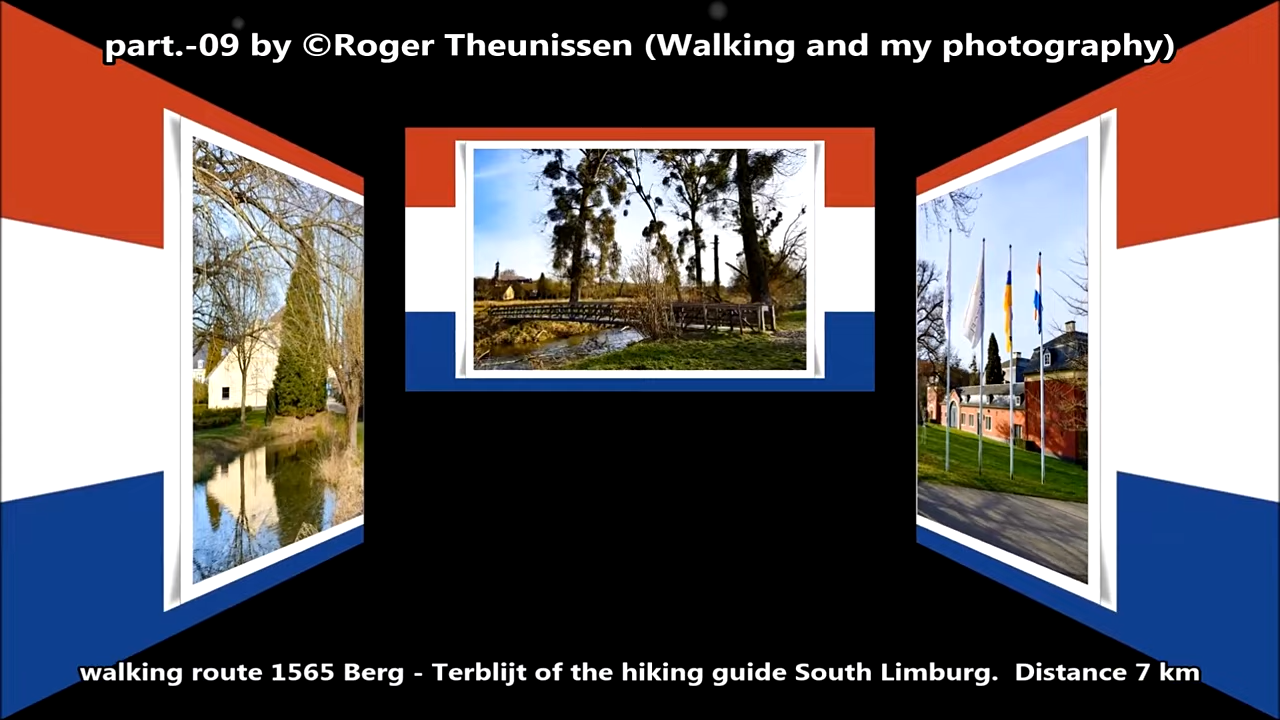 part.-09 by ©Roger Theunissen (Walking and my photography)
walking route 1565 Berg - Terblijt of the hiking guide South Limburg.  Distance 7 km